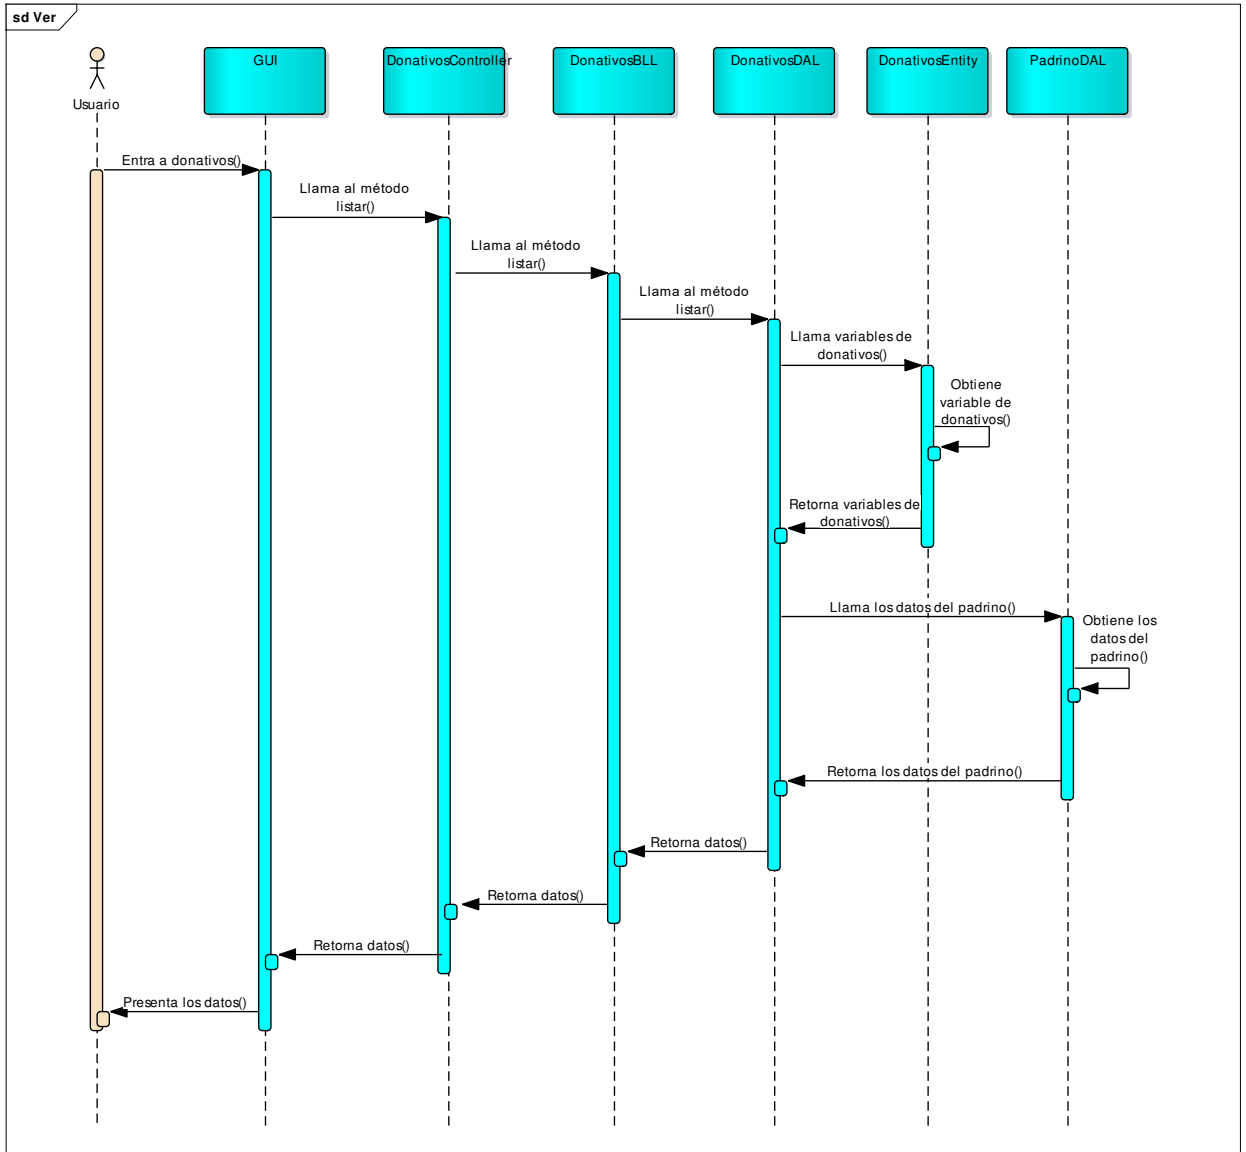 sd Ver
Usuario
GUI
DonativosController
DonativosBLL
DonativosDAL
DonativosEntity
PadrinoDAL
Entra a donativos()
Llama al método
listar()
Llama al método
listar()
Llama al método
listar()
Llama variables de
donativos()
Obtiene
variable de
donativos()
Retorna variables de
donativos()
Llama los datos del padrino()
Obtiene los
datos del
padrino()
Retorna los datos del padrino()
Retorna datos()
Retorna datos()
Retorna datos()
Presenta los datos()